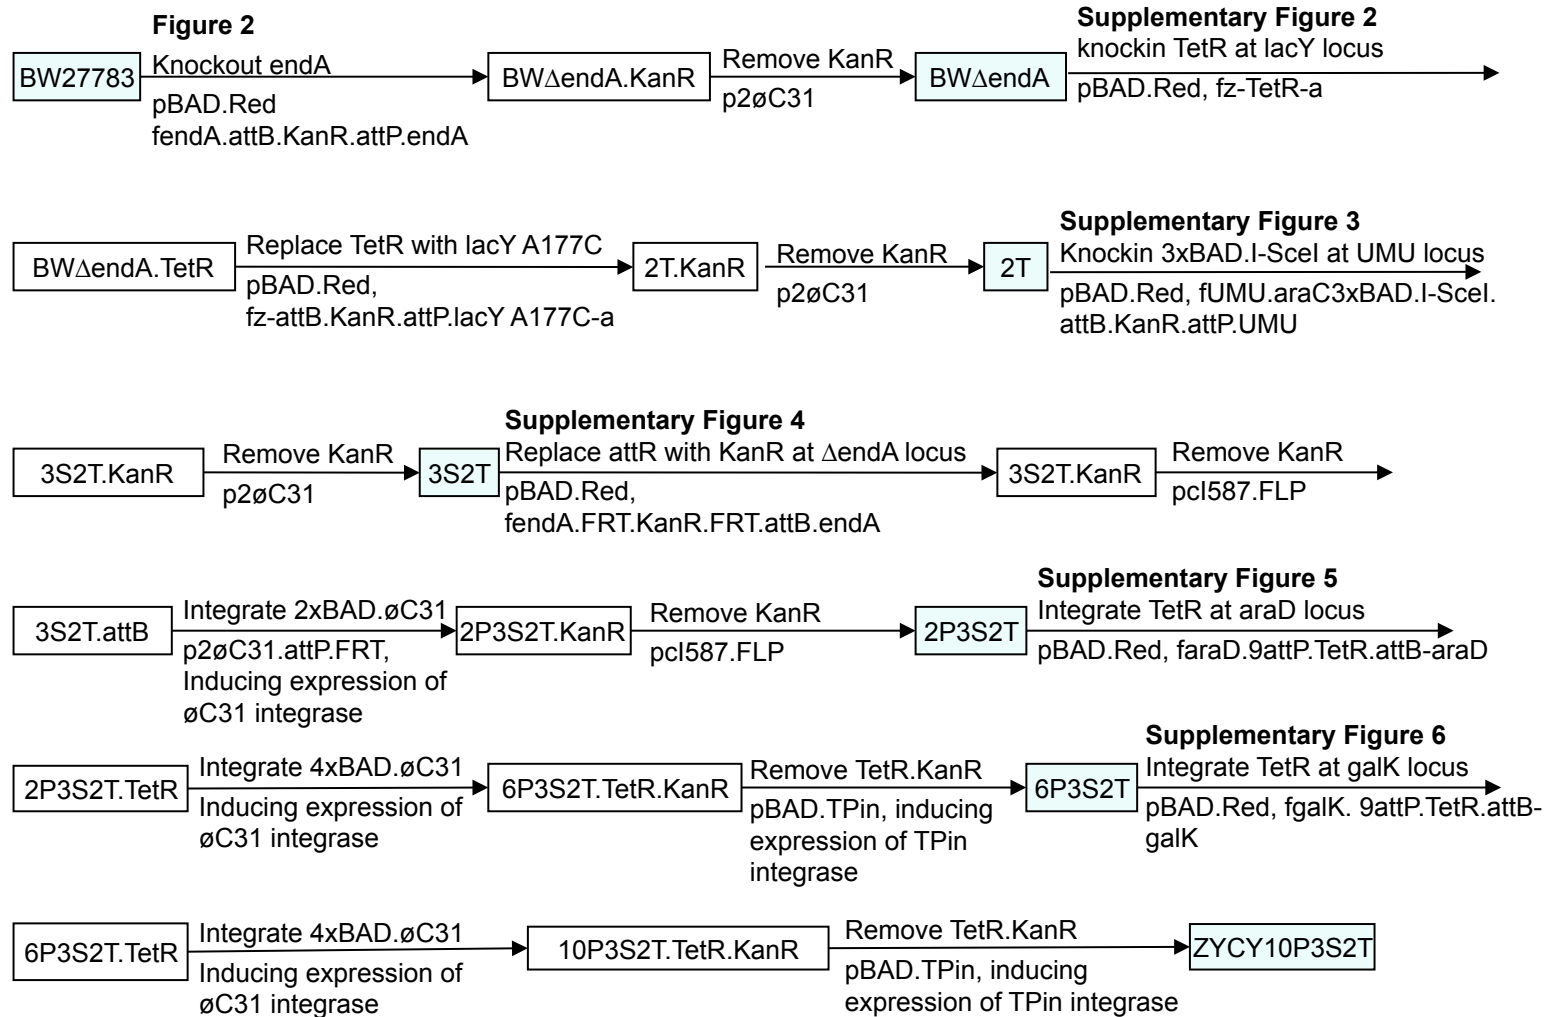 Figure 2
BW27783
Knockout endA
pBAD.Red
fendA.attB.KanR.attP.endA
BW∆endA.KanR
Remove KanR
p2øC31
BW∆endA
Supplementary Figure 2
knockin TetR at lacY locus
pBAD.Red, fz-TetR-a
BW∆endA.TetR
Replace TetR with lacY A177C
pBAD.Red,
fz-attB.KanR.attP.lacY A177C-a
2T.KanR
Remove KanR
p2øC31
2T
Supplementary Figure 3
Knockin 3xBAD.I-SceI at UMU locus
pBAD.Red, fUMU.araC3xBAD.I-SceI.
attB.KanR.attP.UMU
3S2T.KanR
Remove KanR
p2øC31
3S2T
Supplementary Figure 4
Replace attR with KanR at ∆endA locus
pBAD.Red,
fendA.FRT.KanR.FRT.attB.endA
3S2T.KanR
Remove KanR
pcI587.FLP
3S2T.attB
Integrate 2xBAD.øC31
p2øC31.attP.FRT,
Inducing expression of
øC31 integrase
2P3S2T.KanR
Remove KanR
pcI587.FLP
2P3S2T
Supplementary Figure 5
Integrate TetR at araD locus
pBAD.Red, faraD.9attP.TetR.attB-araD
2P3S2T.TetR
Integrate 4xBAD.øC31
Inducing expression of
øC31 integrase
6P3S2T.TetR.KanR
Remove TetR.KanR
pBAD.TPin, inducing
expression of TPin
integrase
6P3S2T
Supplementary Figure 6
Integrate TetR at galK locus
pBAD.Red, fgalK. 9attP.TetR.attB-
galK
6P3S2T.TetR
Integrate 4xBAD.øC31
Inducing expression of
øC31 integrase
10P3S2T.TetR.KanR
Remove TetR.KanR
pBAD.TPin, inducing
expression of TPin integrase
ZYCY10P3S2T